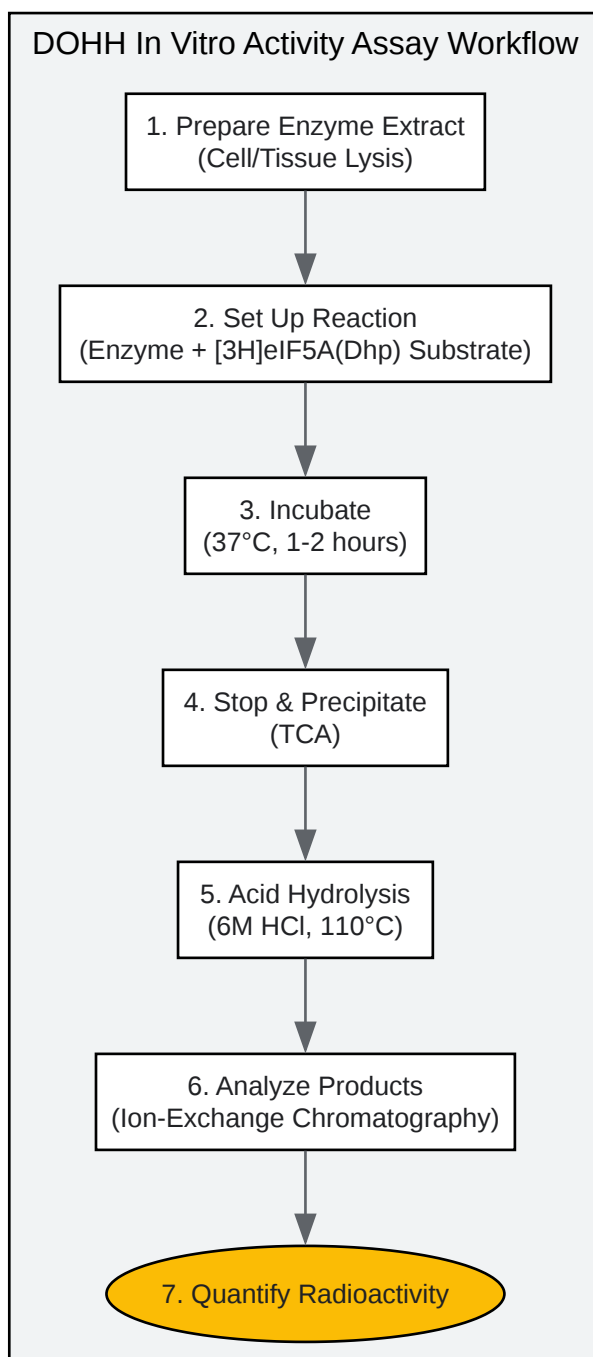 DOHH In Vitro Activity Assay Workflow
1. Prepare Enzyme Extract
(Cell/Tissue Lysis)
2. Set Up Reaction
(Enzyme + [3H]eIF5A(Dhp) Substrate)
3. Incubate
(37°C, 1-2 hours)
4. Stop & Precipitate
(TCA)
5. Acid Hydrolysis
(6M HCl, 110°C)
6. Analyze Products
(Ion-Exchange Chromatography)
7. Quantify Radioactivity